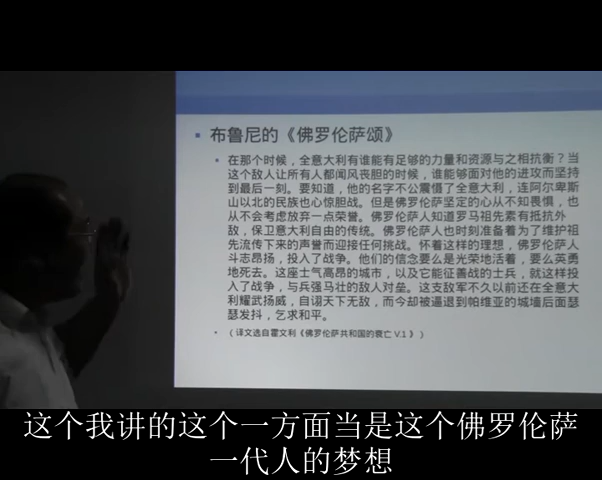 布鲁尼的《佛罗伦萨颂》
在那个时候，全意大利有谁能有足够的力量和资源与之相抗衡？当
这个敌人让所有人都闻风丧胆的时候，谁能够面对他的进攻而坚持
到最后一刻。要知道，他的名字不公震慑了全意大利，连阿尔卑斯
山以北的民族也心惊胆战。但是佛罗伦萨坚定的心从不知畏惧，也
从不会考虑放弃一点荣誉。佛罗伦萨人知道罗马祖先素有抵抗外
敌，保卫意大利自由的传统。佛罗伦萨人也时刻准备着为了维护祖
先流传下来的声誉而迎接任何挑战。怀着这样的理想，佛罗伦萨人
斗志昂扬，投入了战争。他们的信念要么是光荣地活着，要么英勇
地死去。这座士气高昂的城市，以及它能征善战的士兵，就这样投
入了战争，与兵强马壮的敌人对垒。这支敌军不久以前还在全意大
利耀武扬威，自诩天下无敌，而今却被逼退到帕维亚的城墙后面瑟
瑟发抖，乞求和平。
（译文选自霍文利《佛罗伦萨共和国的衰亡 V.1 》）
这个我讲的这个一方面当是这个佛罗伦萨
一代人的梦想